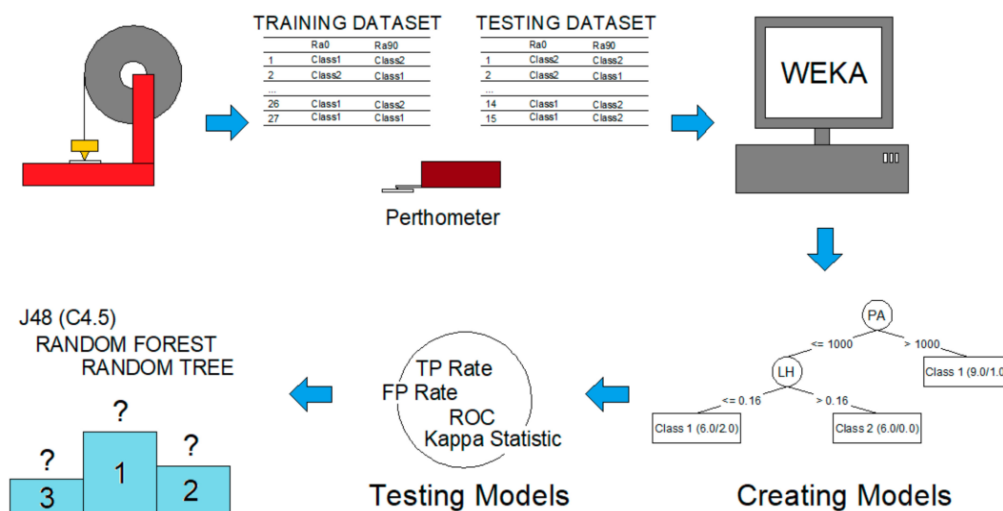 TRAINING DATASET
Ra0 Ra90
1 Class1 Class2
2 Class2 Class1
...
26 Class1 Class2
27 Class1 Class1
TESTING DATASET
Ra0 Ra90
1 Class2 Class2
2 Class2 Class1
...
14 Class1 Class2
15 Class1 Class2
WEKA
Perthometer
PA
<= 1000 > 1000
LH
Class 1 (9.0/1.0
<= 0.16 > 0.16
Class 1 (6.0/2.0)
Class 2 (6.0/0.0)
Creating Models
TP Rate
FP Rate
ROC
Kappa Statistic
Testing Models
J48 (C4.5)
RANDOM FOREST
RANDOM TREE
?
? ?
3 1 2